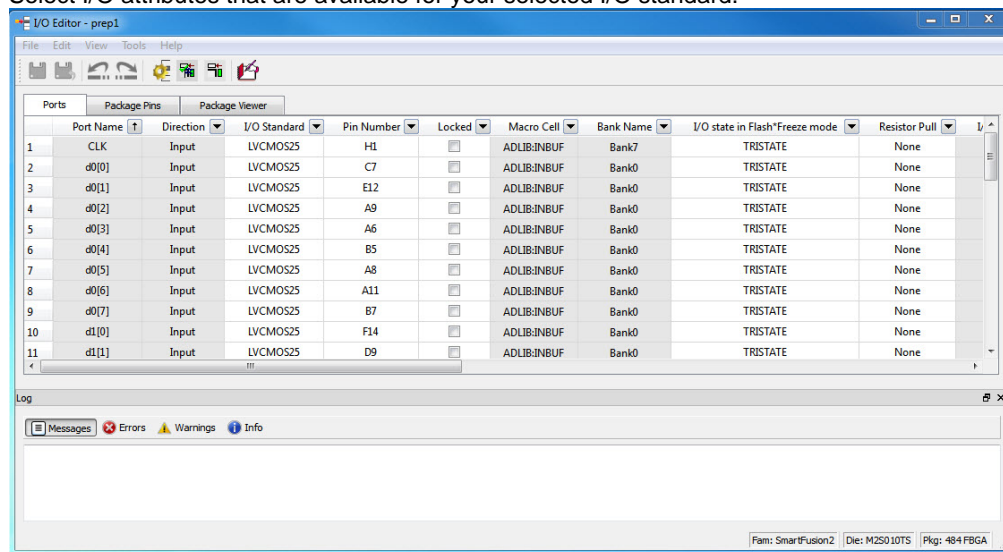 Select I/O attributes that are available for your selected I/O standard.
I/O Editor - prep1
File Edit View Tools Help
Ports Package Pins Package Viewer
Port Name Direction I/O Standard Pin Number Locked Macro Cell Bank Name I/O state in Flash*Freeze mode Resistor Pull
1 CLK Input LVCMOS25 H1 ADLIB:INBUF Bank7 TRISTATE None
2 d0[0] Input LVCMOS25 C7 ADLIB:INBUF Bank0 TRISTATE None
3 d0[1] Input LVCMOS25 E12 ADLIB:INBUF Bank0 TRISTATE None
4 d0[2] Input LVCMOS25 A9 ADLIB:INBUF Bank0 TRISTATE None
5 d0[3] Input LVCMOS25 A6 ADLIB:INBUF Bank0 TRISTATE None
6 d0[4] Input LVCMOS25 B5 ADLIB:INBUF Bank0 TRISTATE None
7 d0[5] Input LVCMOS25 A8 ADLIB:INBUF Bank0 TRISTATE None
8 d0[6] Input LVCMOS25 A11 ADLIB:INBUF Bank0 TRISTATE None
9 d0[7] Input LVCMOS25 B7 ADLIB:INBUF Bank0 TRISTATE None
10 d1[0] Input LVCMOS25 F14 ADLIB:INBUF Bank0 TRISTATE None
11 d1[1] Input LVCMOS25 D9 ADLIB:INBUF Bank0 TRISTATE None
Log
Messages Errors Warnings Info
Fam: SmartFusion2 Die: M2S010TS Pkg: 484 FBGA